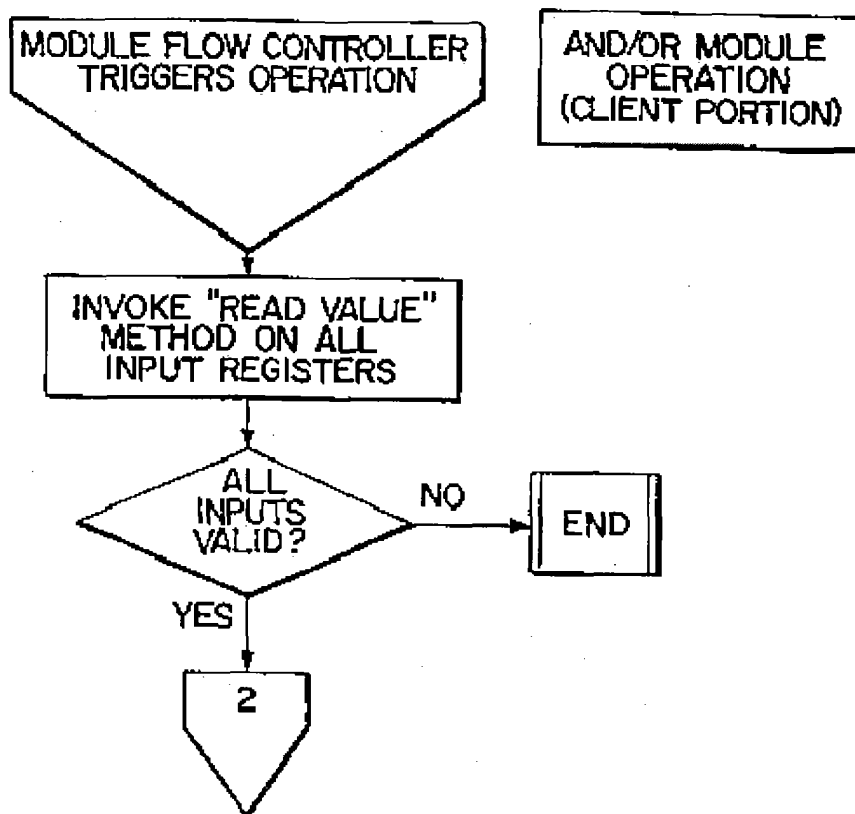 MODULE FLOW CONTROLLER
TRIGGERS OPERATION
AND/OR MODULE
OPERATION
(CLIENT PORTION)
INVOKE "READ VALUE"
METHOD ON ALL
INPUT REGISTERS
ALL
INPUTS
VALID?
NO
END
YES
2